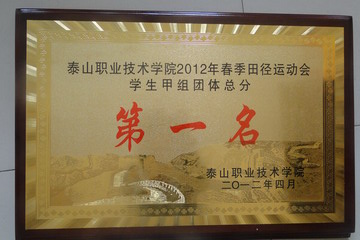 泰山职业技术学院2012年春季田径运动会
学生甲组团体总分
第一名
泰山职业技术学院
二〇一二年四月